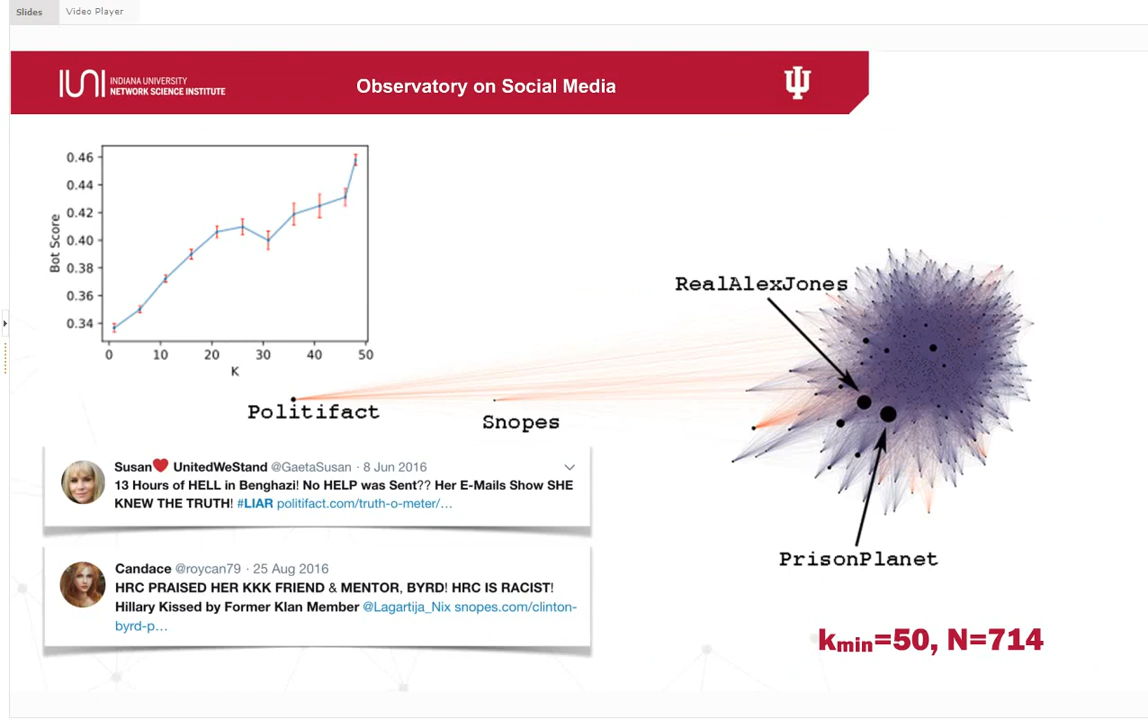 Slides
Video Player
INDIANA UNIVERSITY
NETWORK SCIENCE INSTITUTE
Observatory on Social Media
0.46
0.44
0.42
0.40
0.38
0.36
0.34
Bot Score
0 10 20 30 40 50
K
RealAlexJones
Politifact
Snopes
PrisonPlanet
Susan❤️ UnitedWeStand @GaetaSusan · 8 Jun 2016
13 Hours of HELL in Benghazi! No HELP was Sent?? Her E-Mails Show SHE
KNEW THE TRUTH! #LIAR politifact.com/truth-o-meter/…
Candace @roycan79 · 25 Aug 2016
HRC PRAISED HER KKK FRIEND & MENTOR, BYRD! HRC IS RACIST!
Hillary Kissed by Former Klan Member @Lagartija_Nix snopes.com/clinton-
byrd-p…
kmin=50, N=714